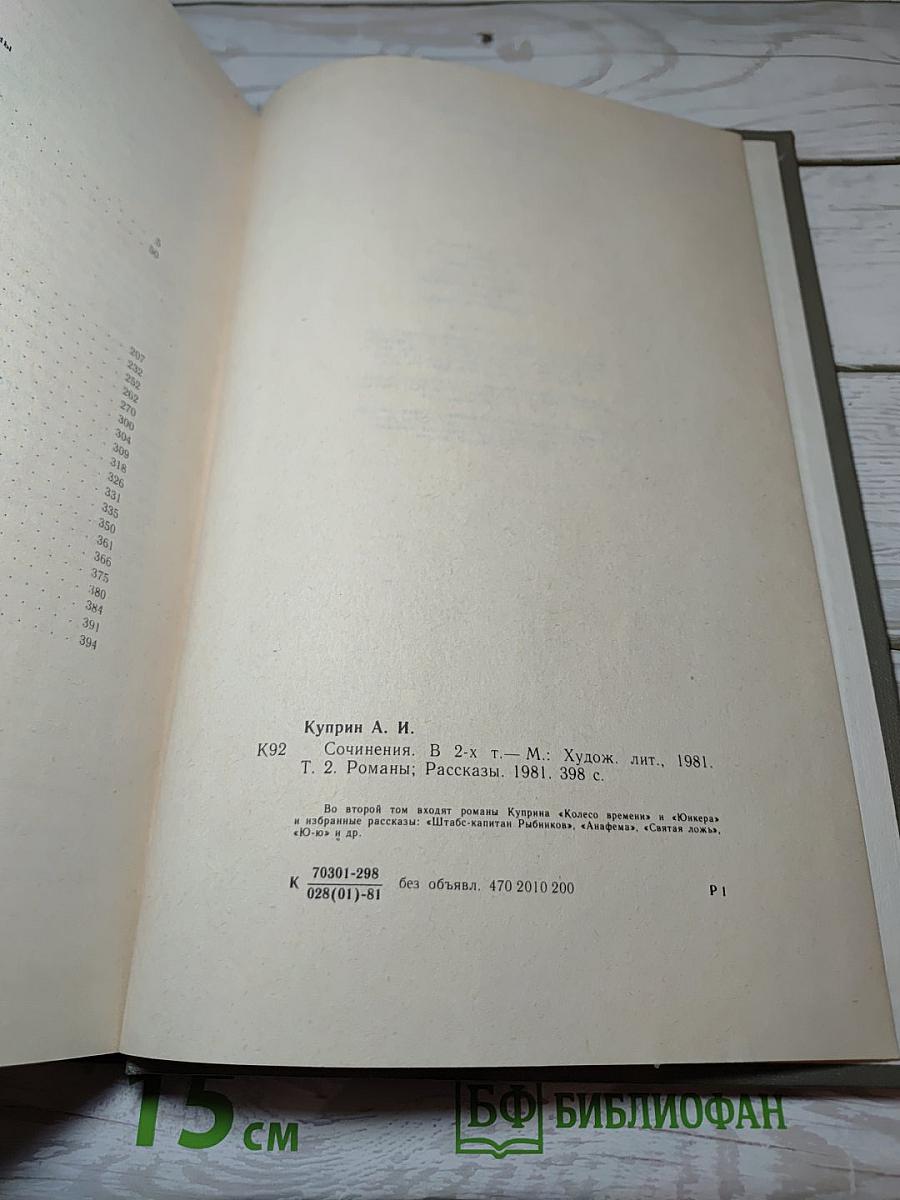 5
90
207
232
252
262
270
300
304
309
318
326
331
335
350
361
366
375
380
384
391
394
Куприн А. И.
К92 Сочинения. В 2-х т.— М.: Худож. лит., 1981.
Т. 2. Романы; Рассказы. 1981. 398 с.
Во второй том входят романы Куприна «Колесо времени» и «Юнкера»
и избранные рассказы: «Штабс-капитан Рыбников», «Анафема», «Святая ложь»,
«Ю-ю» и др.
К 70301-298
028(01)-81 без объявл. 470 2010 200 Р 1
15 см БФ БИБЛИОФАН